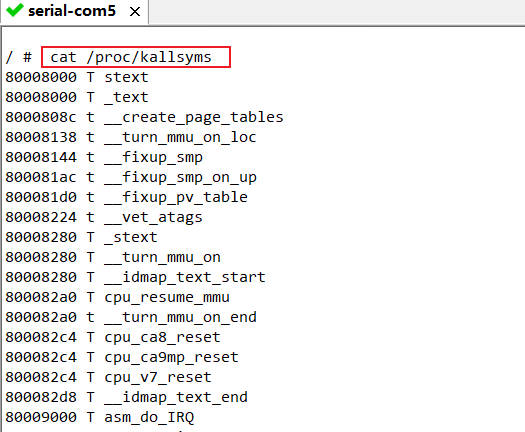 serial-com5
/ # cat /proc/kallsyms
80008000 T stext
80008000 T _text
8000808c t __create_page_tables
80008138 t __turn_mmu_on_loc
80008144 t __fixup_smp
800081ac t __fixup_smp_on_up
800081d0 t __fixup_pv_table
80008224 t __vet_atags
80008280 T _stext
80008280 T __turn_mmu_on
80008280 T __idmap_text_start
800082a0 T cpu_resume_mmu
800082a0 t __turn_mmu_on_end
800082c4 T cpu_ca8_reset
800082c4 T cpu_ca9mp_reset
800082c4 T cpu_v7_reset
800082d8 T __idmap_text_end
80009000 T asm_do_IRQ